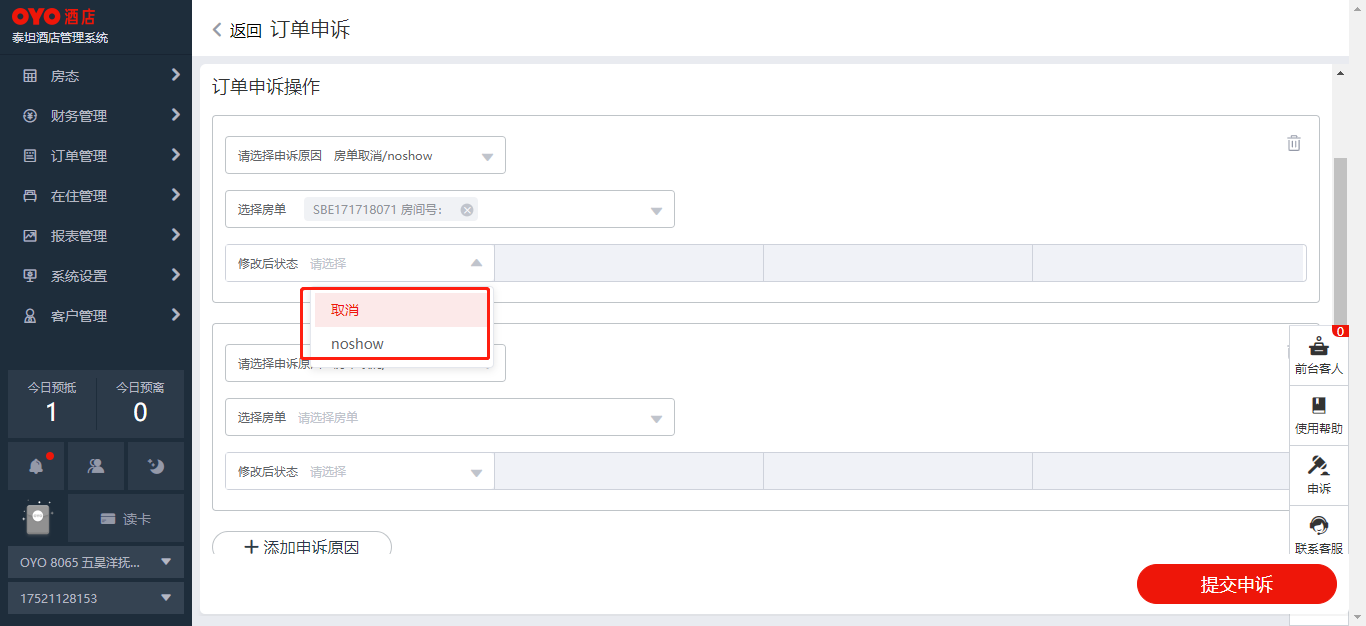 OYO 酒店
泰坦酒店管理系统
房态
财务管理
订单管理
在住管理
报表管理
系统设置
客户管理
今日预抵
1
今日预离
0
读卡
OYO 8065 五昊洋抚...
17521128153
返回 订单申诉
订单申诉操作
请选择申诉原因 房单取消/noshow
选择房单 SBE171718071 房间号：
修改后状态 请选择
取消
noshow
请选择申诉原
选择房单 请选择房单
修改后状态 请选择
添加申诉原因
0
前台客人
使用帮助
申诉
联系客服
提交申诉